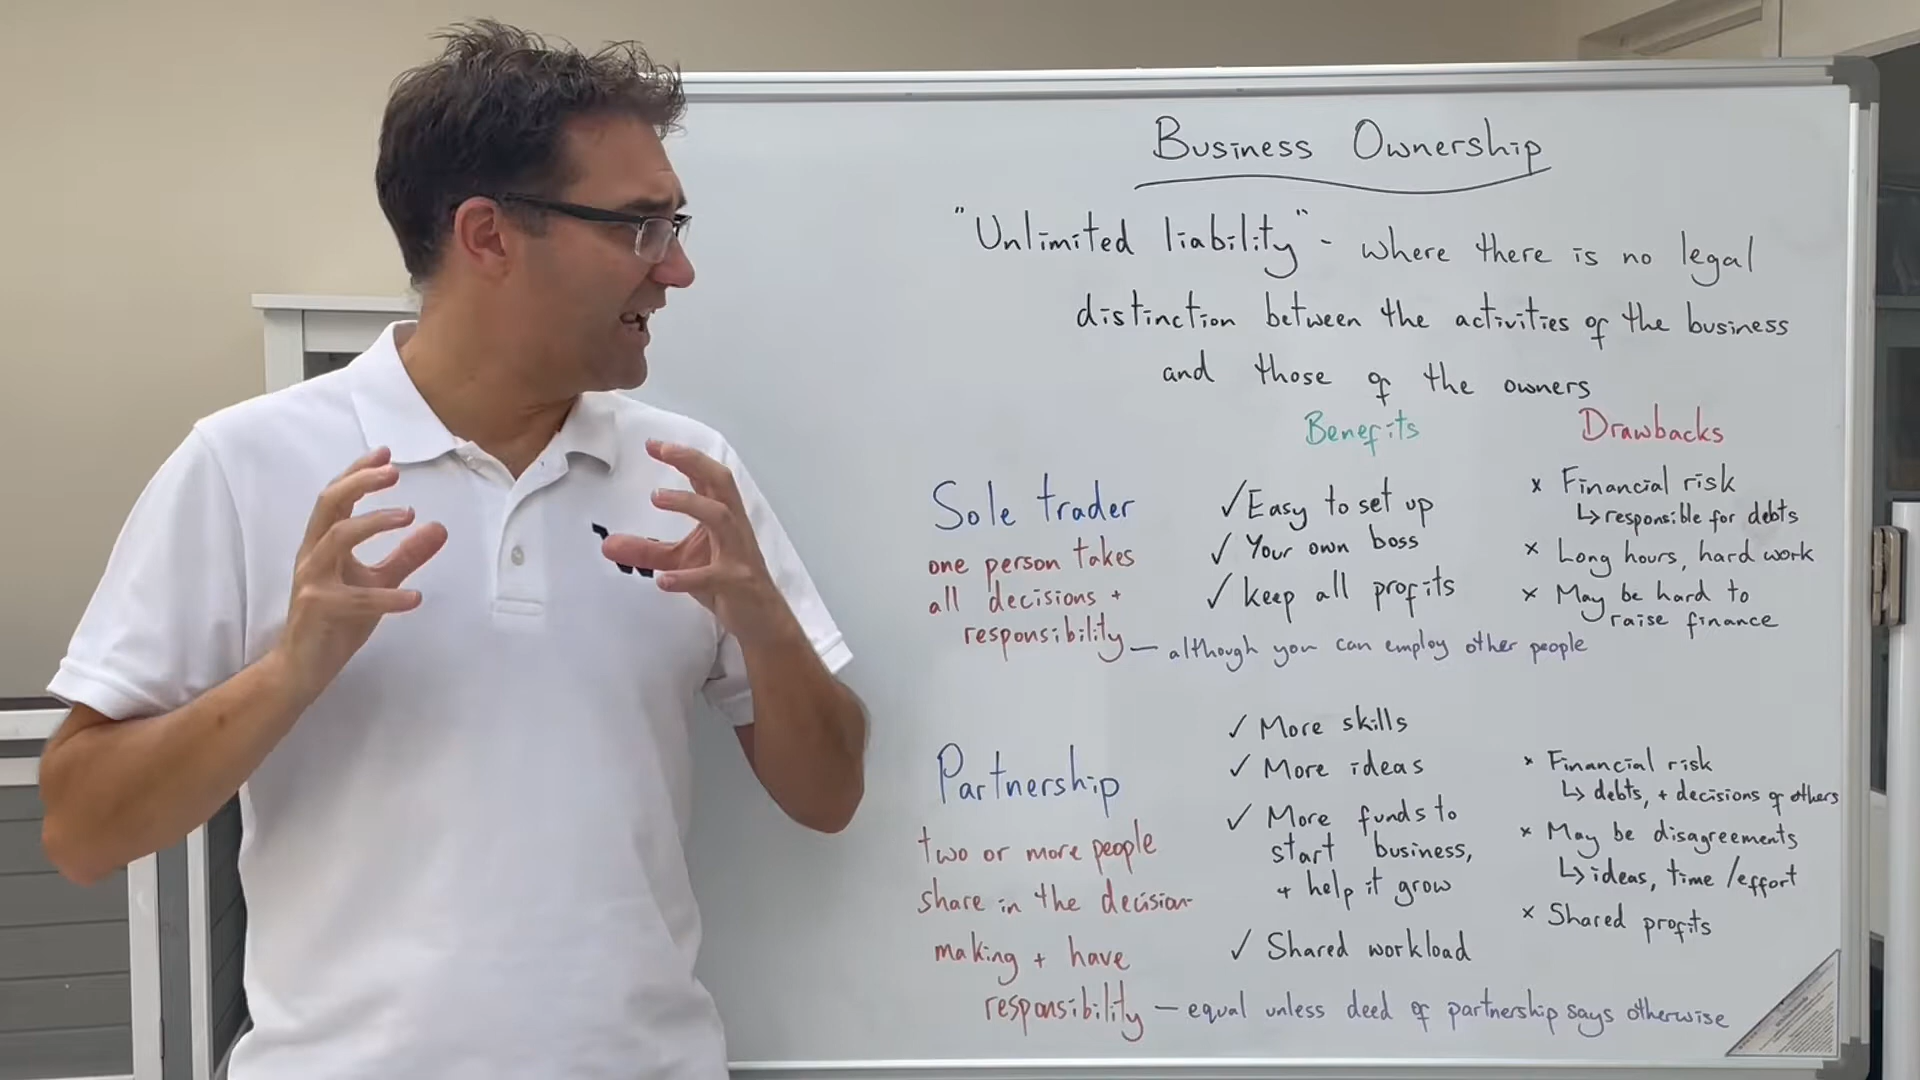 Business Ownership
"Unlimited liability" - where there is no legal
distinction between the activities of the business
and those of the owners
Benefits
Drawbacks
Sole trader
one person takes
all decisions +
responsibility — although you can employ other people
✓ Easy to set up
✓ Your own boss
✓ keep all profits
x Financial risk
↳ responsible for debts
x Long hours, hard work
x May be hard to
raise finance
Partnership
two or more people
share in the decision-
making + have
responsibility — equal unless deed of partnership says otherwise
✓ More skills
✓ More ideas
✓ More funds to
start business,
+ help it grow
✓ Shared workload
x Financial risk
↳ debts, + decisions of others
x May be disagreements
↳ ideas, time / effort
x Shared profits